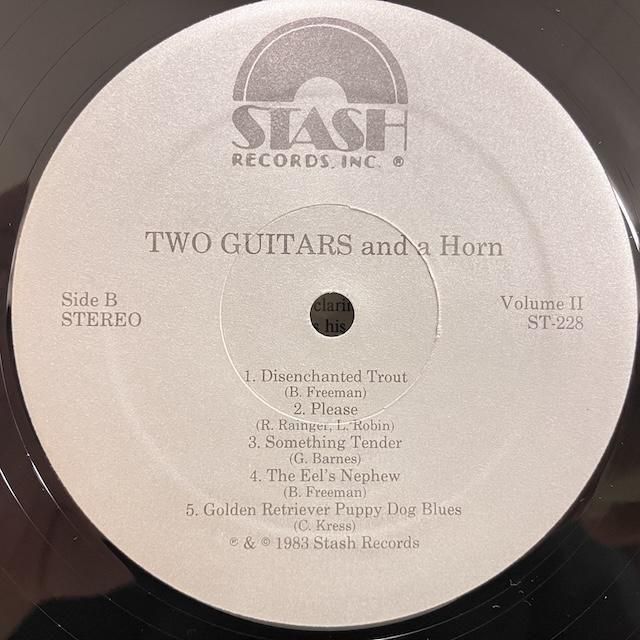 STASH
RECORDS, INC. ®
TWO GUITARS and a Horn
Side B
STEREO
Volume II
ST-228
clari
s his
1. Disenchanted Trout
(B. Freeman)
2. Please
(R. Rainger, L. Robin)
3. Something Tender
(G. Barnes)
4. The Eel's Nephew
(B. Freeman)
5. Golden Retriever Puppy Dog Blues
(C. Kress)
℗ & © 1983 Stash Records